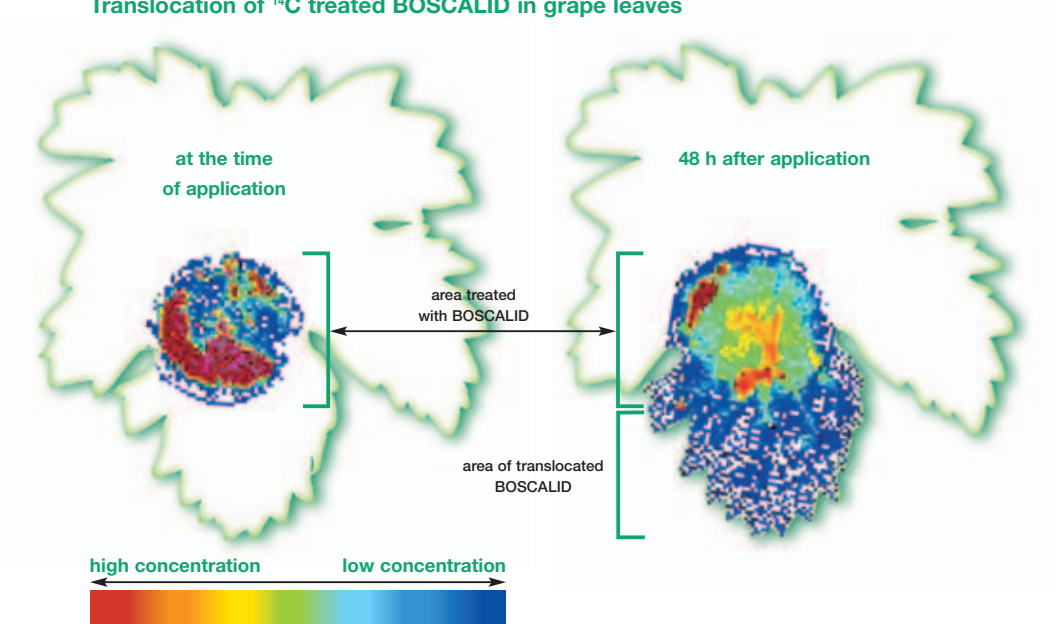 Translocation of ¹⁴C treated BOSCALID in grape leaves
at the time
of application
48 h after application
area treated
with BOSCALID
area of translocated
BOSCALID
high concentration
low concentration